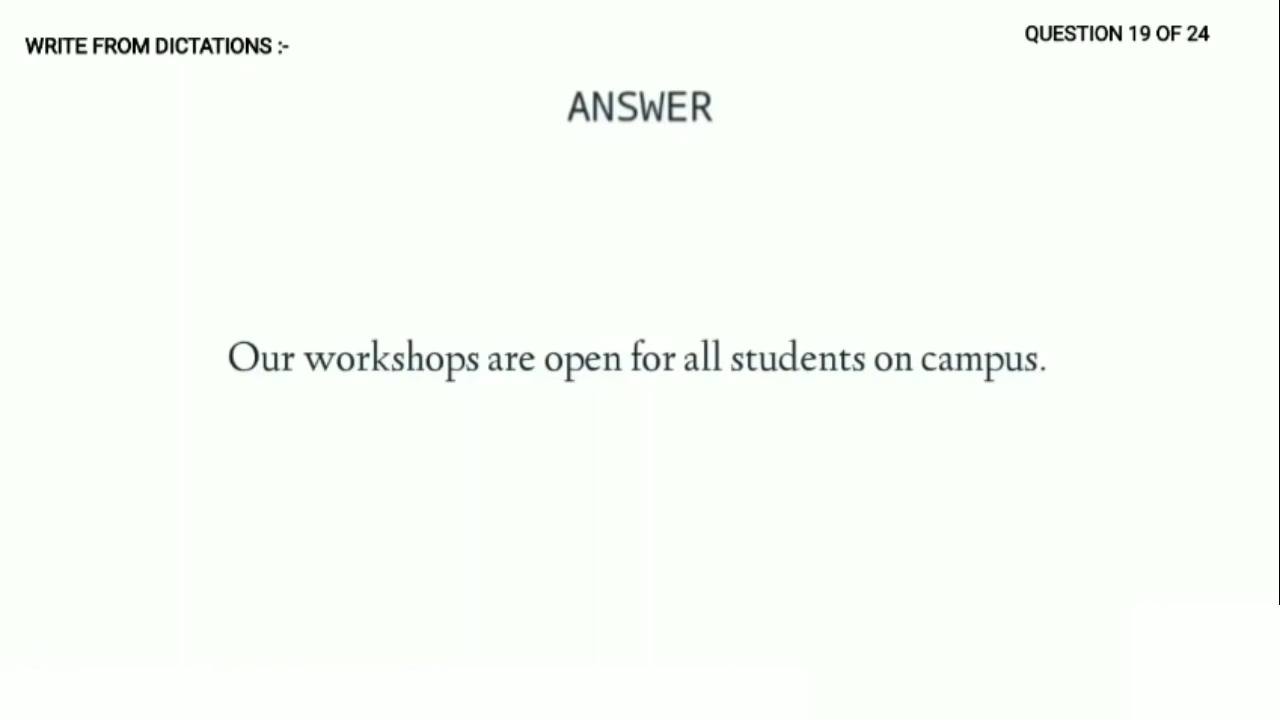 WRITE FROM DICTATIONS :-
QUESTION 19 OF 24
ANSWER
Our workshops are open for all students on campus.